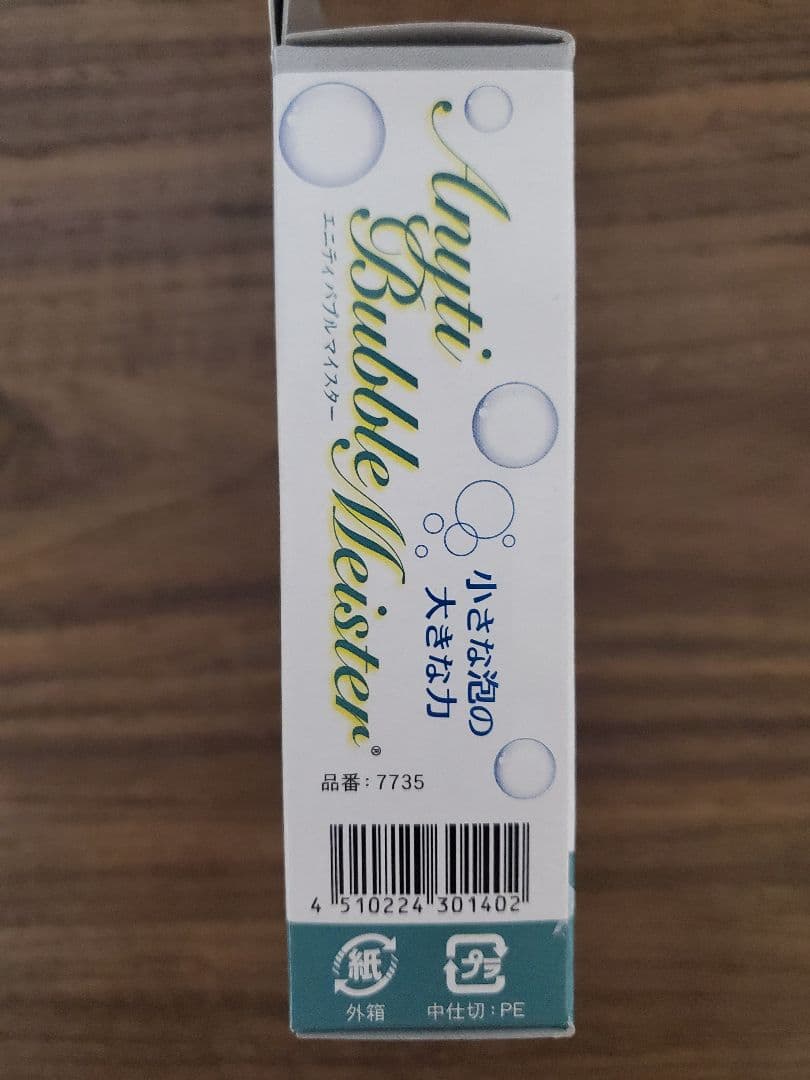 Anyti
Bubble Meister®
エニティ バブル マイスター
小さな泡の
大きな力
品番：7735
4 510224 301402
紙
外箱
プラ
中仕切：PE